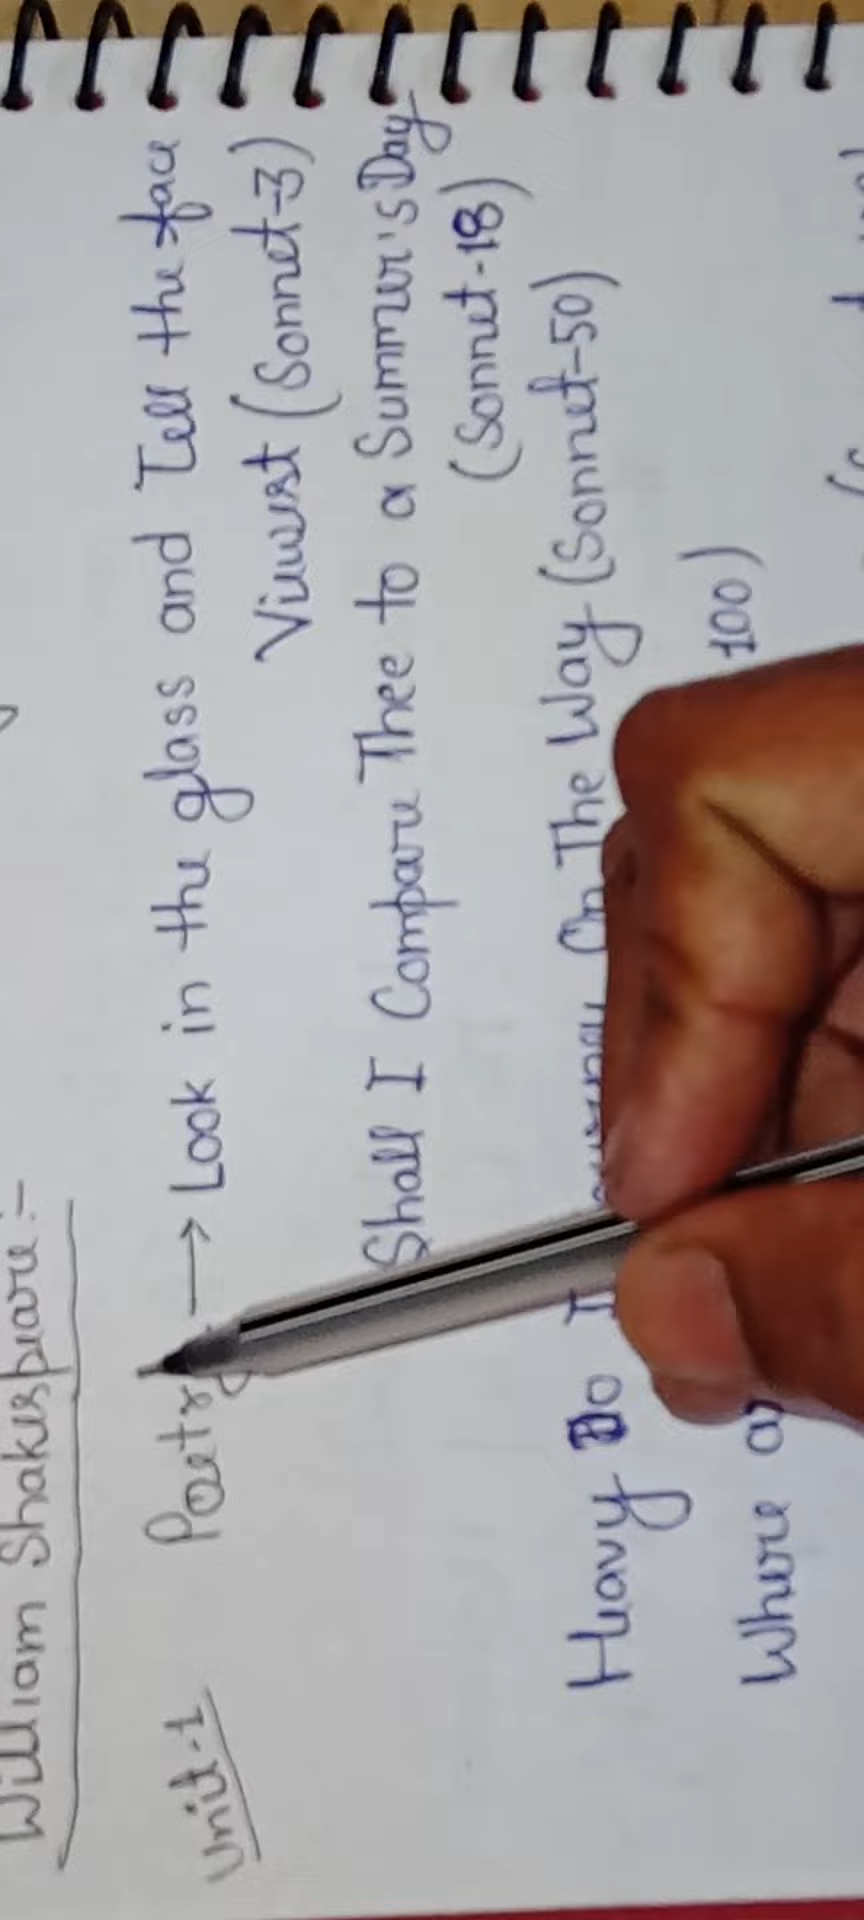 William Shakespeare :-
Unit-1 Poetry → Look in the glass and Tell the face
Viewest (Sonnet-3)
Shall I Compare Thee to a Summer's Day
(Sonnet-18)
Heavy Do I On The Way (Sonnet-50)
Where 100)